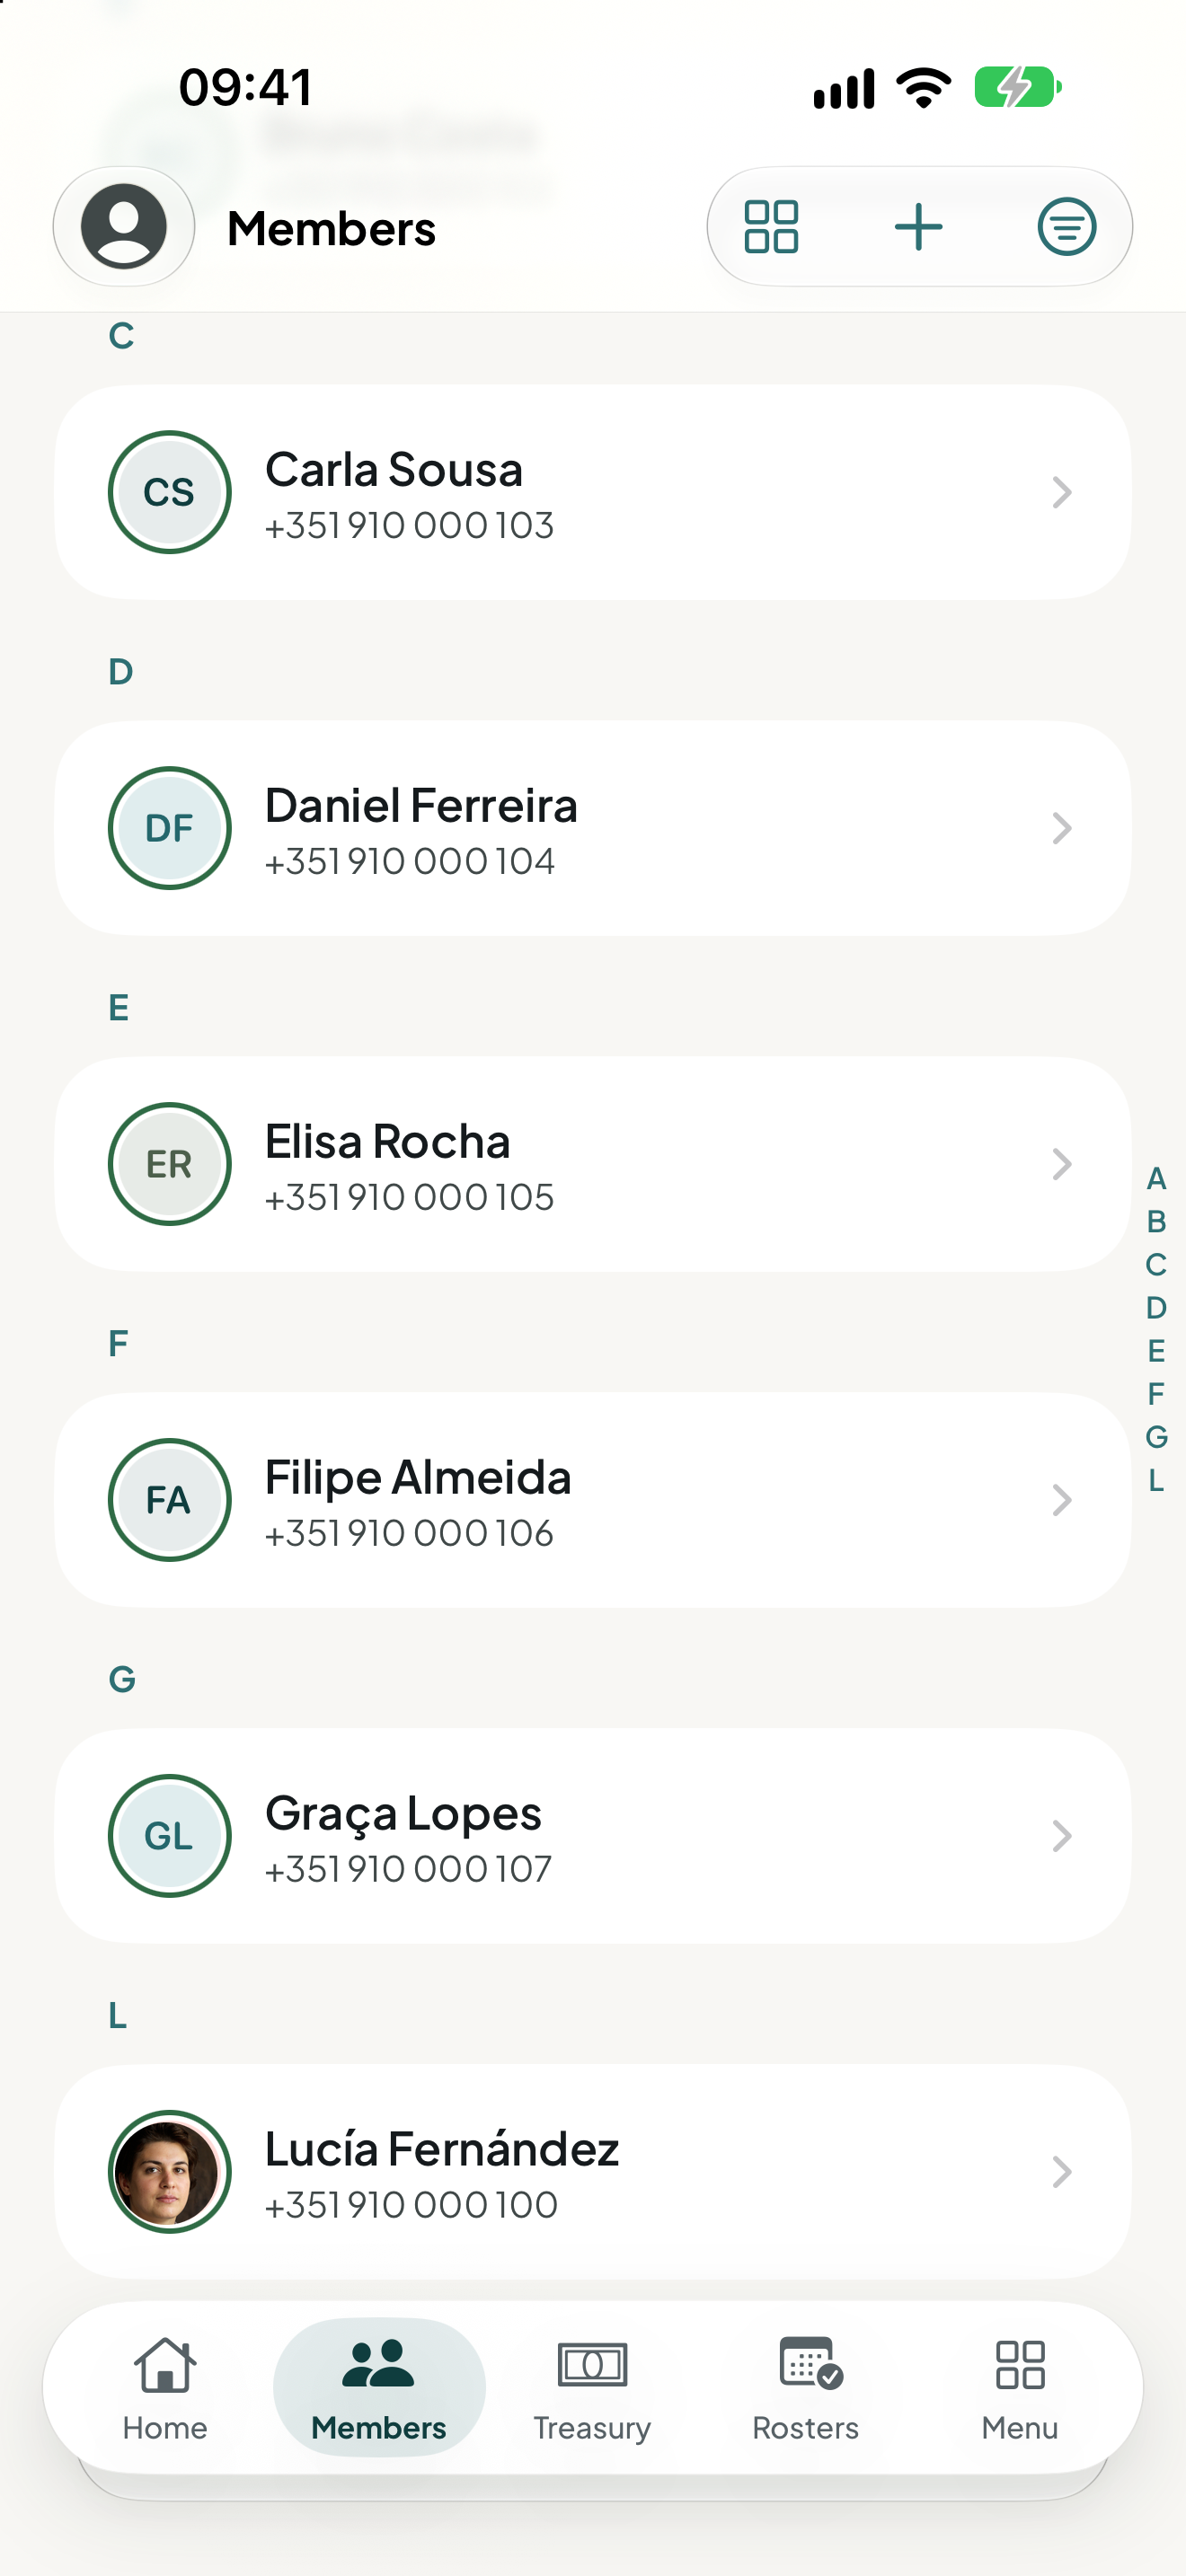 09:41
Members
C
CS
Carla Sousa
+351 910 000 103
D
DF
Daniel Ferreira
+351 910 000 104
E
ER
Elisa Rocha
+351 910 000 105
F
FA
Filipe Almeida
+351 910 000 106
G
GL
Graça Lopes
+351 910 000 107
L
Lucía Fernández
+351 910 000 100
A
B
C
D
E
F
G
L
Home
Members
Treasury
Rosters
Menu